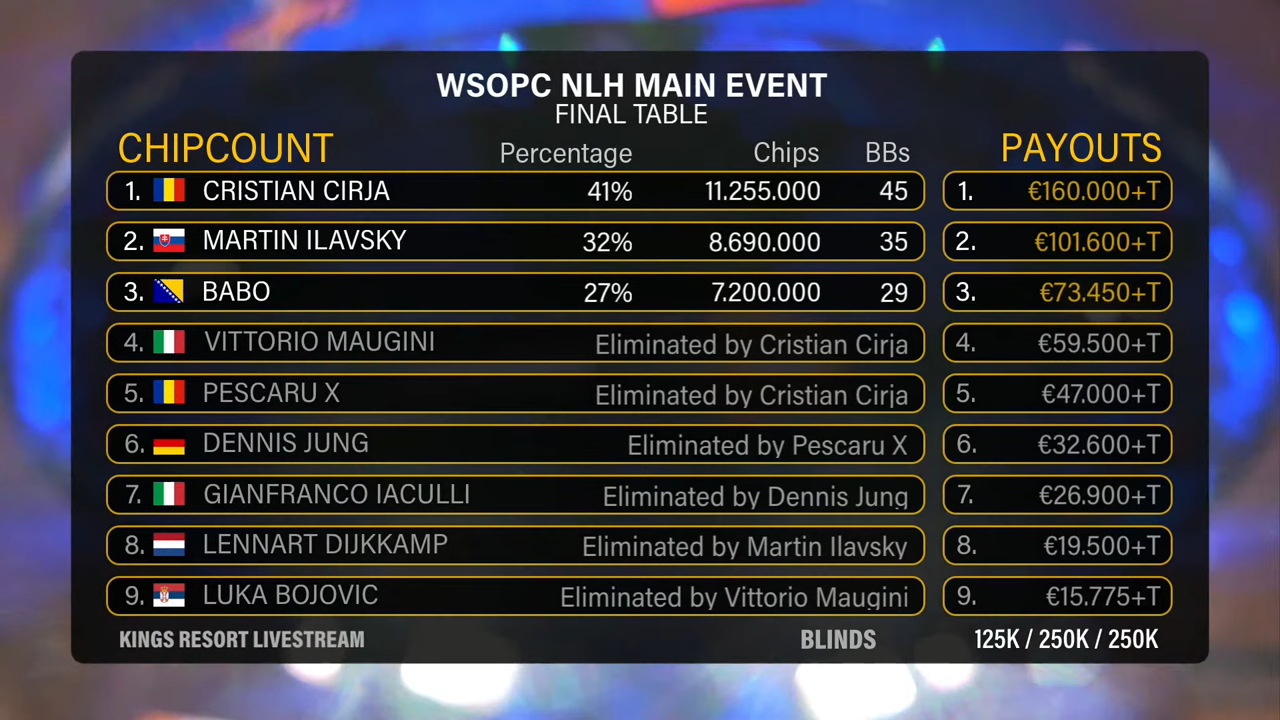 WSOPC NLH MAIN EVENT
FINAL TABLE
CHIPCOUNT Percentage Chips BBs PAYOUTS
1. CRISTIAN CIRJA 41% 11.255.000 45 1. €160.000+T
2. MARTIN ILAVSKY 32% 8.690.000 35 2. €101.600+T
3. BABO 27% 7.200.000 29 3. €73.450+T
4. VITTORIO MAUGINI Eliminated by Cristian Cirja 4. €59.500+T
5. PESCARU X Eliminated by Cristian Cirja 5. €47.000+T
6. DENNIS JUNG Eliminated by Pescaru X 6. €32.600+T
7. GIANFRANCO IACULLI Eliminated by Dennis Jung 7. €26.900+T
8. LENNART DIJKKAMP Eliminated by Martin Ilavsky 8. €19.500+T
9. LUKA BOJOVIC Eliminated by Vittorio Maugini 9. €15.775+T
KINGS RESORT LIVESTREAM BLINDS 125K / 250K / 250K